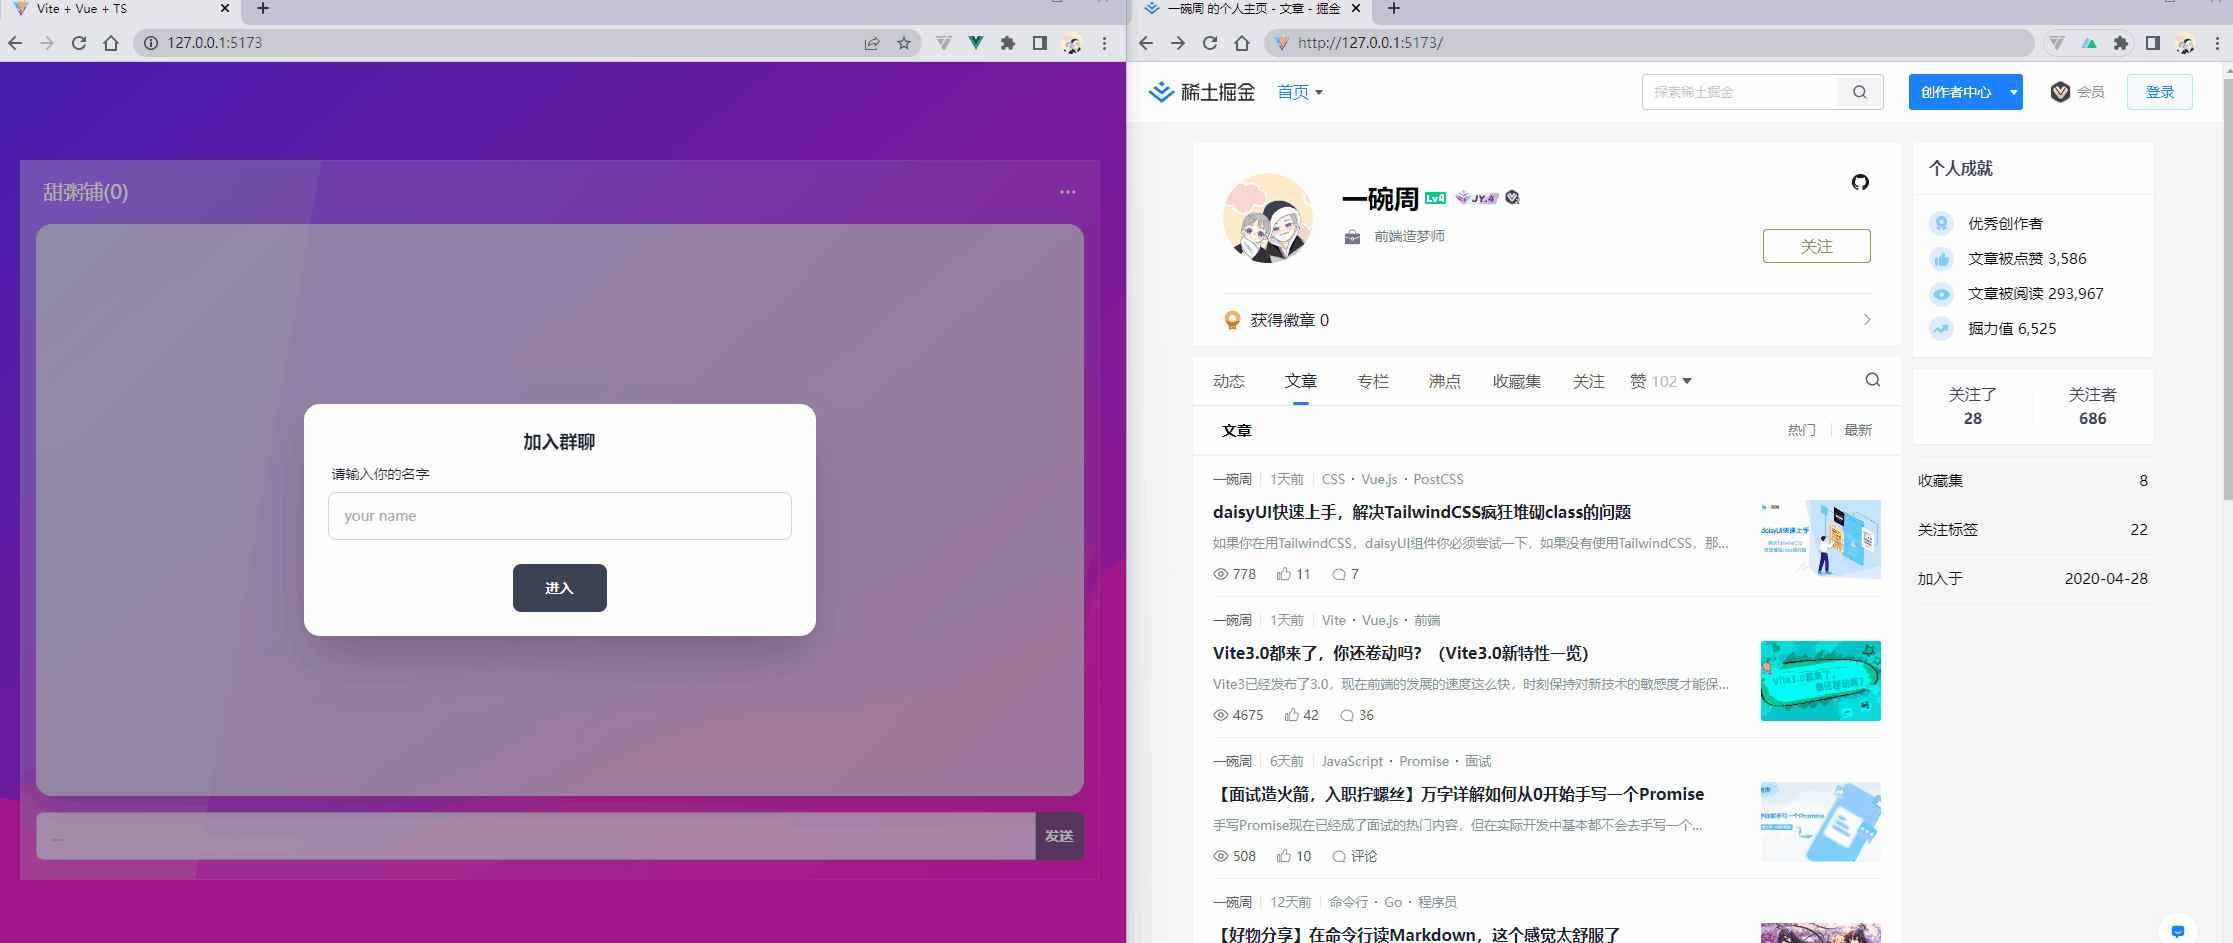 Vite + Vue + TS
127.0.0.1:5173
甜粥铺(0)
加入群聊
请输入你的名字
your name
进入
...
发送
一碗周 的个人主页 - 文章 - 掘金
http://127.0.0.1:5173/
稀土掘金
首页
探索稀土掘金
创作者中心
会员
登录
一碗周 Lv4 JY.4
前端造梦师
关注
获得徽章 0
动态 文章 专栏 沸点 收藏集 关注 赞 102
文章
热门 最新
一碗周 1天前 CSS · Vue.js · PostCSS
daisyUI快速上手，解决TailwindCSS疯狂堆砌class的问题
如果你在用TailwindCSS，daisyUI组件你必须尝试一下，如果没有使用TailwindCSS，那...
778 11 7
daisyUI快速上手
一碗周 1天前 Vite · Vue.js · 前端
Vite3.0都来了，你还卷动吗？（Vite3.0新特性一览）
Vite3已经发布了3.0，现在前端的发展的速度这么快，时刻保持对新技术的敏感度才能保...
4675 42 36
Vite3.0都来了，
你还卷动吗？
一碗周 6天前 JavaScript · Promise · 面试
【面试造火箭，入职拧螺丝】万字详解如何从0开始手写一个Promise
手写Promise现在已经成了面试的热门内容，但在实际开发中基本都不会去手写一个...
508 10 评论
一碗周 12天前 命令行 · Go · 程序员
【好物分享】在命令行读Markdown，这个感觉太舒服了
个人成就
优秀创作者
文章被点赞 3,586
文章被阅读 293,967
掘力值 6,525
关注了 关注者
28 686
收藏集 8
关注标签 22
加入于 2020-04-28